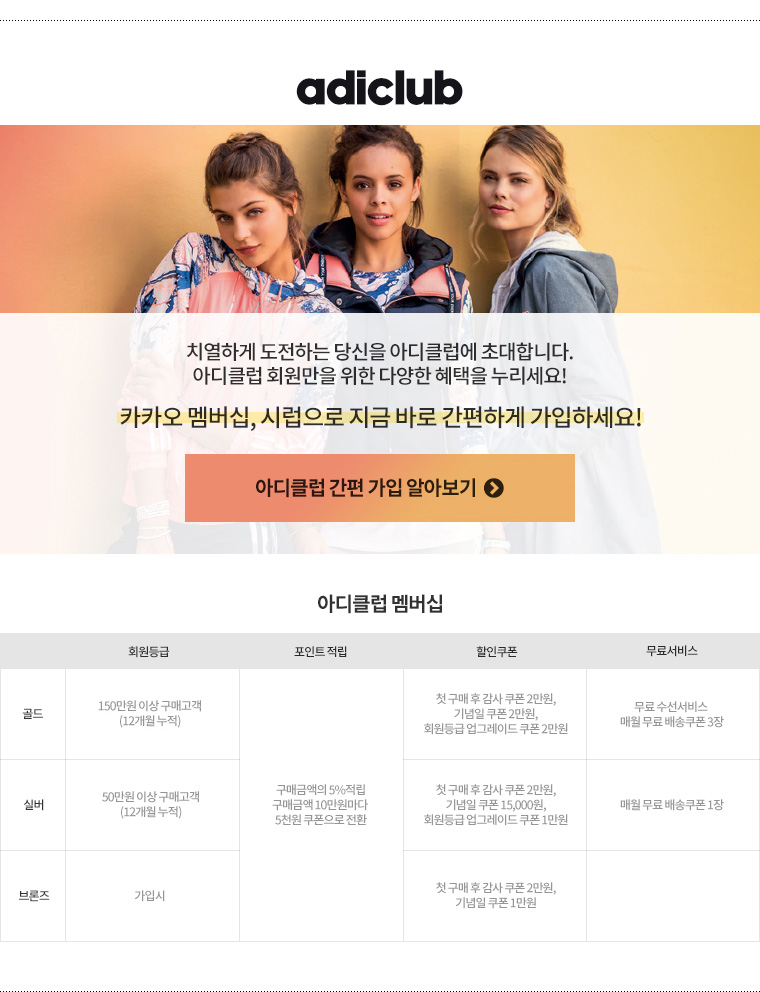 adiclub
치열하게 도전하는 당신을 아디클럽에 초대합니다.
아디클럽 회원만을 위한 다양한 혜택을 누리세요!
카카오 멤버십, 시럽으로 지금 바로 간편하게 가입하세요!
아디클럽 간편 가입 알아보기
아디클럽 멤버십
회원등급 포인트 적립 할인쿠폰 무료서비스
골드
150만원 이상 구매고객
(12개월 누적)
첫 구매 후 감사 쿠폰 2만원,
기념일 쿠폰 2만원,
회원등급 업그레이드 쿠폰 2만원
무료 수선서비스
매월 무료 배송쿠폰 3장
실버
50만원 이상 구매고객
(12개월 누적)
구매금액의 5%적립
구매금액 10만원마다
5천원 쿠폰으로 전환
첫 구매 후 감사 쿠폰 2만원,
기념일 쿠폰 15,000원,
회원등급 업그레이드 쿠폰 1만원
매월 무료 배송쿠폰 1장
브론즈
가입시
첫 구매 후 감사 쿠폰 2만원,
기념일 쿠폰 1만원